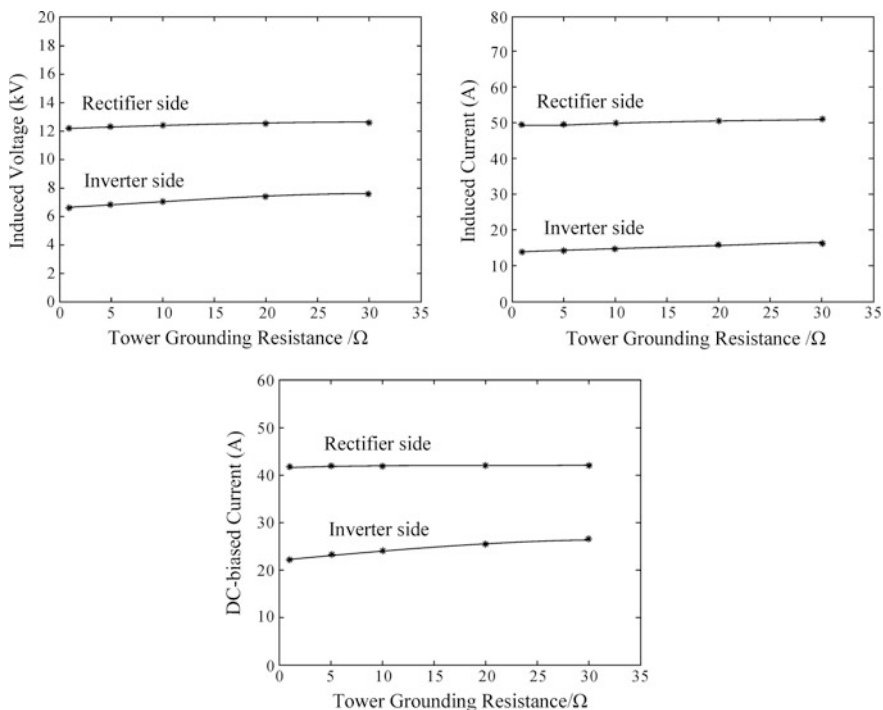 Induced Voltage (kV)
20
18
16
14
12
10
8
6
4
2
0
Rectifier side
Inverter side
0 5 10 15 20 25 30 35
Tower Grounding Resistance /Ω
Induced Current (A)
80
70
60
50
40
30
20
10
0
Rectifier side
Inverter side
0 5 10 15 20 25 30 35
Tower Grounding Resistance /Ω
DC-biased Current (A)
60
50
40
30
20
10
0
Rectifier side
Inverter side
0 5 10 15 20 25 30 35
Tower Grounding Resistance/Ω